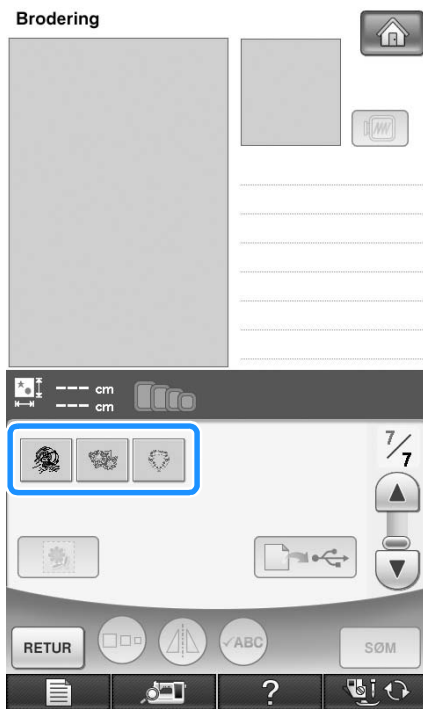 Brodering
--- cm
--- cm
7/7
RETUR
✓ABC
SØM
?